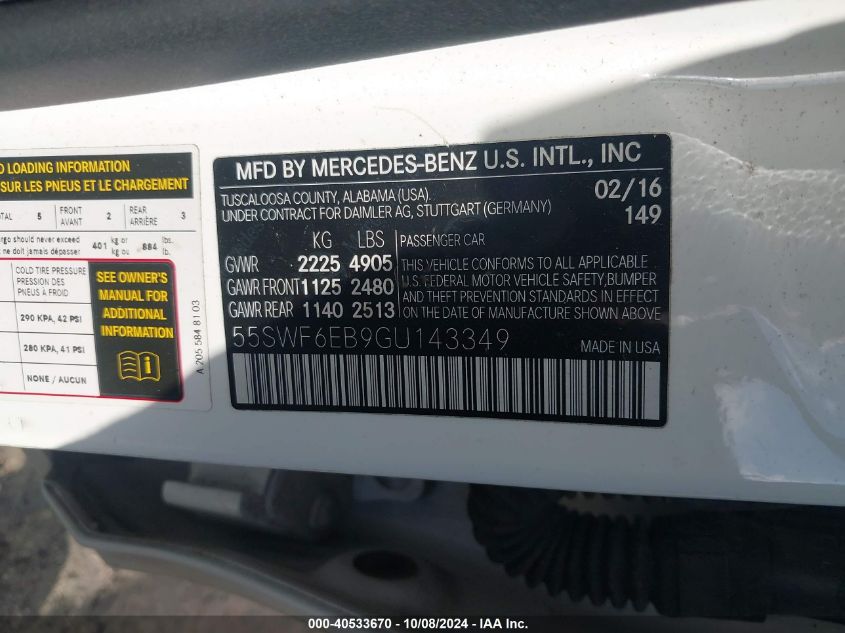 LOADING INFORMATION
SUR LES PNEUS ET LE CHARGEMENT
5 FRONT AVANT 2 REAR ARRIÈRE 3
should never exceed
ne doit jamais dépasser 401 kg or kg ou 884 lbs. lb.
COLD TIRE PRESSURE
PRESSION DES
PNEUS À FROID
290 KPA, 42 PSI
280 KPA, 41 PSI
NONE / AUCUN
SEE OWNER'S
MANUAL FOR
ADDITIONAL
INFORMATION
A 205 584 81 03
MFD BY MERCEDES-BENZ U.S. INTL., INC
TUSCALOOSA COUNTY, ALABAMA (USA). 02/16
UNDER CONTRACT FOR DAIMLER AG, STUTTGART (GERMANY) 149
KG LBS
GVWR 2225 4905
GAWR FRONT 1125 2480
GAWR REAR 1140 2513
PASSENGER CAR
THIS VEHICLE CONFORMS TO ALL APPLICABLE
U.S. FEDERAL MOTOR VEHICLE SAFETY, BUMPER
AND THEFT PREVENTION STANDARDS IN EFFECT
ON THE DATE OF MANUFACTURE SHOWN ABOVE
55SWF6EB9GU143349
MADE IN USA
000-40533670 - 10/08/2024 - IAA Inc.